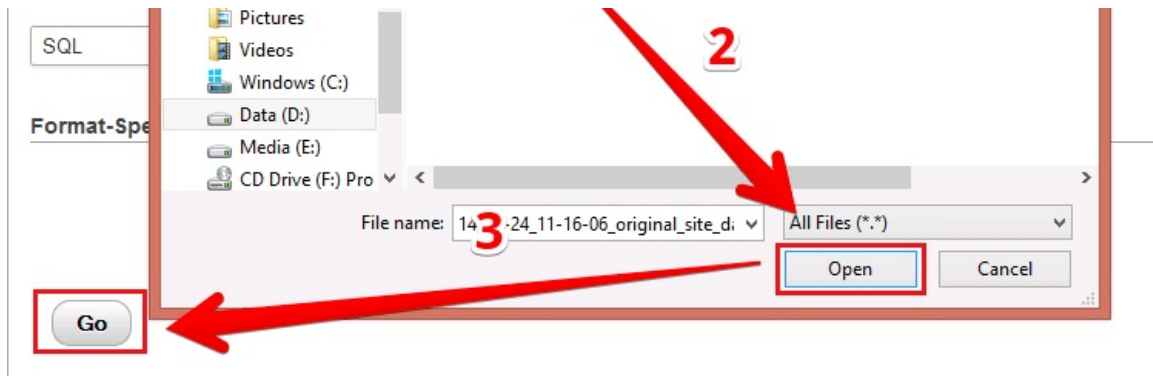 Pictures
SQL
Videos
2
Windows (C:)
Data (D:)
Format-Spe
Media (E:)
CD Drive (F:) Pro
File name:
-24_11-16-06_original_site_d
All Files (*.*)
3
Open
Cancel
Go